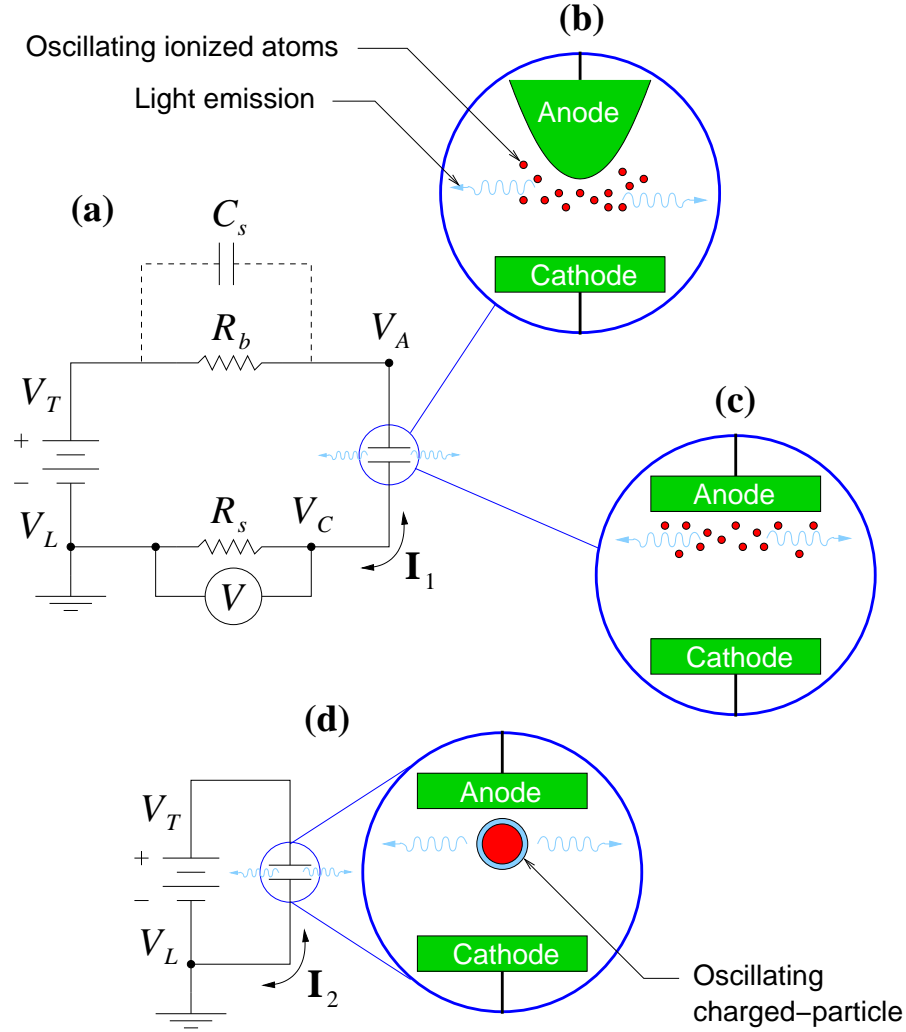 (b)
Oscillating ionized atoms
Light emission
Anode
(a)
C_s
Cathode
R_b
V_A
V_T
+
−
(c)
Anode
V_L
R_s
V_C
I_1
V
Cathode
(d)
V_T
Anode
+
−
V_L
I_2
Cathode
Oscillating
charged−particle